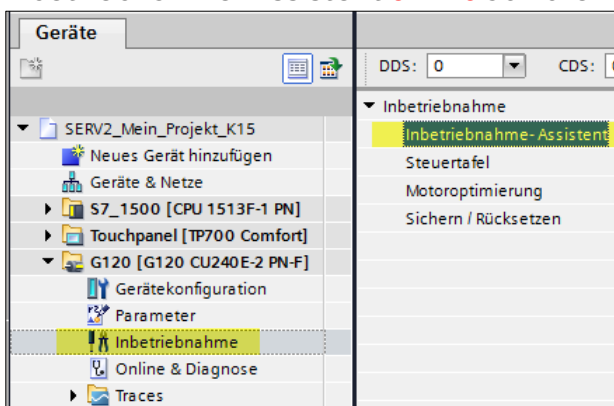 Geräte
DDS: 0
CDS:
Inbetriebnahme
SERV2_Mein_Projekt_K15
Inbetriebnahme-Assistent
Neues Gerät hinzufügen
Steuertafel
Geräte & Netze
Motoroptimierung
S7_1500 [CPU 1513F-1 PN]
Sichern / Rücksetzen
Touchpanel [TP700 Comfort]
G120 [G120 CU240E-2 PN-F]
Gerätekonfiguration
Parameter
Inbetriebnahme
Online & Diagnose
Traces